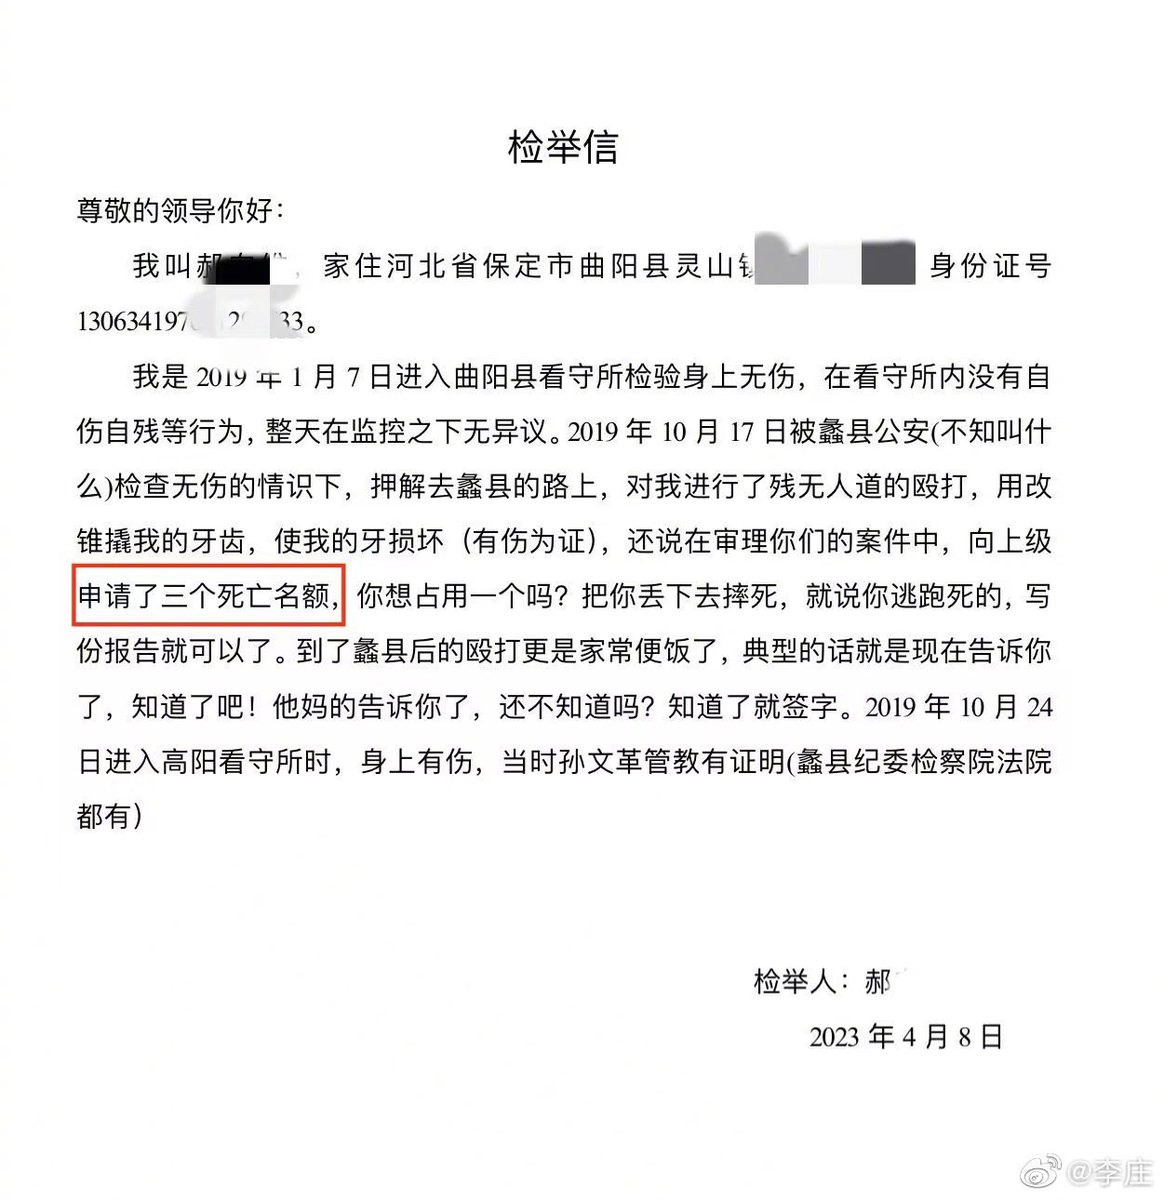 检举信
尊敬的领导你好：
我叫郝　　，家住河北省保定市曲阳县灵山镇　　身份证号
1306341976　12　33。
我是 2019 年 1 月 7 日进入曲阳县看守所检验身上无伤，在看守所内没有自
伤自残等行为，整天在监控之下无异议。2019 年 10 月 17 日被蠡县公安(不知叫什
么)检查无伤的情识下，押解去蠡县的路上，对我进行了残无人道的殴打，用改
锥撬我的牙齿，使我的牙损坏（有伤为证），还说在审理你们的案件中，向上级
申请了三个死亡名额，你想占用一个吗？把你丢下去摔死，就说你逃跑死的，写
份报告就可以了。到了蠡县后的殴打更是家常便饭了，典型的话就是现在告诉你
了，知道了吧！他妈的告诉你了，还不知道吗？知道了就签字。2019 年 10 月 24
日进入高阳看守所时，身上有伤，当时孙文革管教有证明(蠡县纪委检察院法院
都有）
检举人：郝
2023 年 4 月 8 日
@李庄